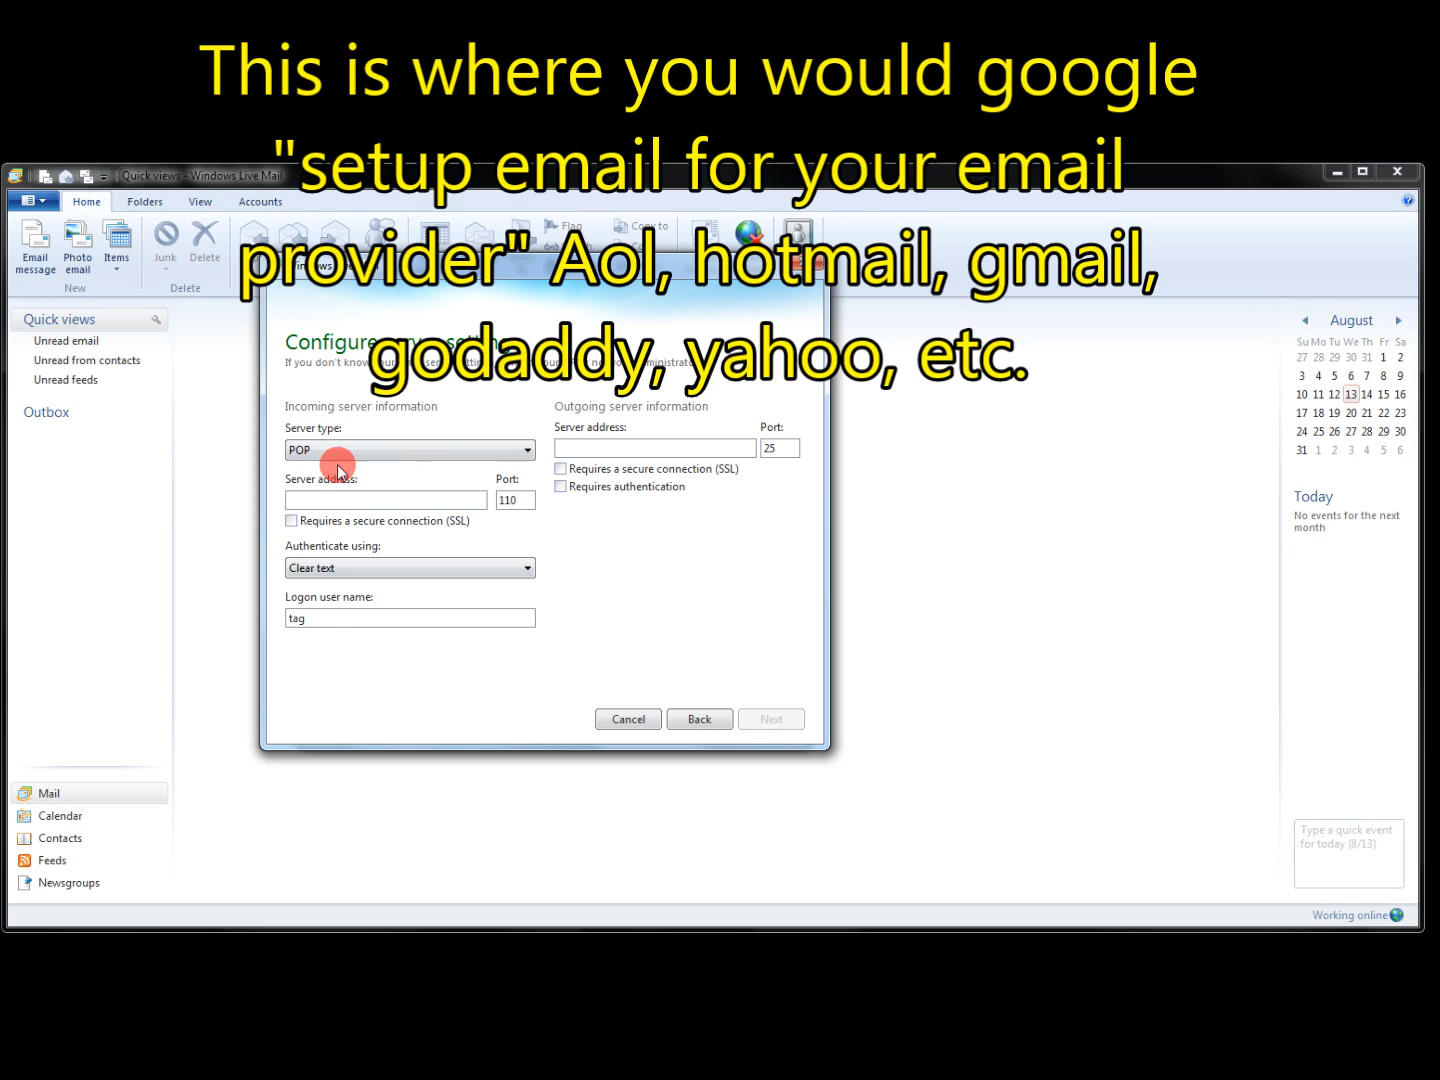 This is where you would google
"setup email for your email
provider" Aol, hotmail, gmail,
godaddy, yahoo, etc.
Quick views - Windows Live Mail
Home Folders View Accounts
Email message
Photo email
Items
Junk
Delete
Flag
Copy to
New
Delete
Quick views
Unread email
Unread from contacts
Unread feeds
Outbox
Configure
If you don't know your
Incoming server information
Server type:
POP
Server address:
Port:
110
Requires a secure connection (SSL)
Authenticate using:
Clear text
Logon user name:
tag
Outgoing server information
Server address:
Port:
25
Requires a secure connection (SSL)
Requires authentication
Cancel Back Next
August
Su Mo Tu We Th Fr Sa
27 28 29 30 31 1 2
3 4 5 6 7 8 9
10 11 12 13 14 15 16
17 18 19 20 21 22 23
24 25 26 27 28 29 30
31 1 2 3 4 5 6
Today
No events for the next
month
Type a quick event
for today (8/13)
Mail
Calendar
Contacts
Feeds
Newsgroups
Working online